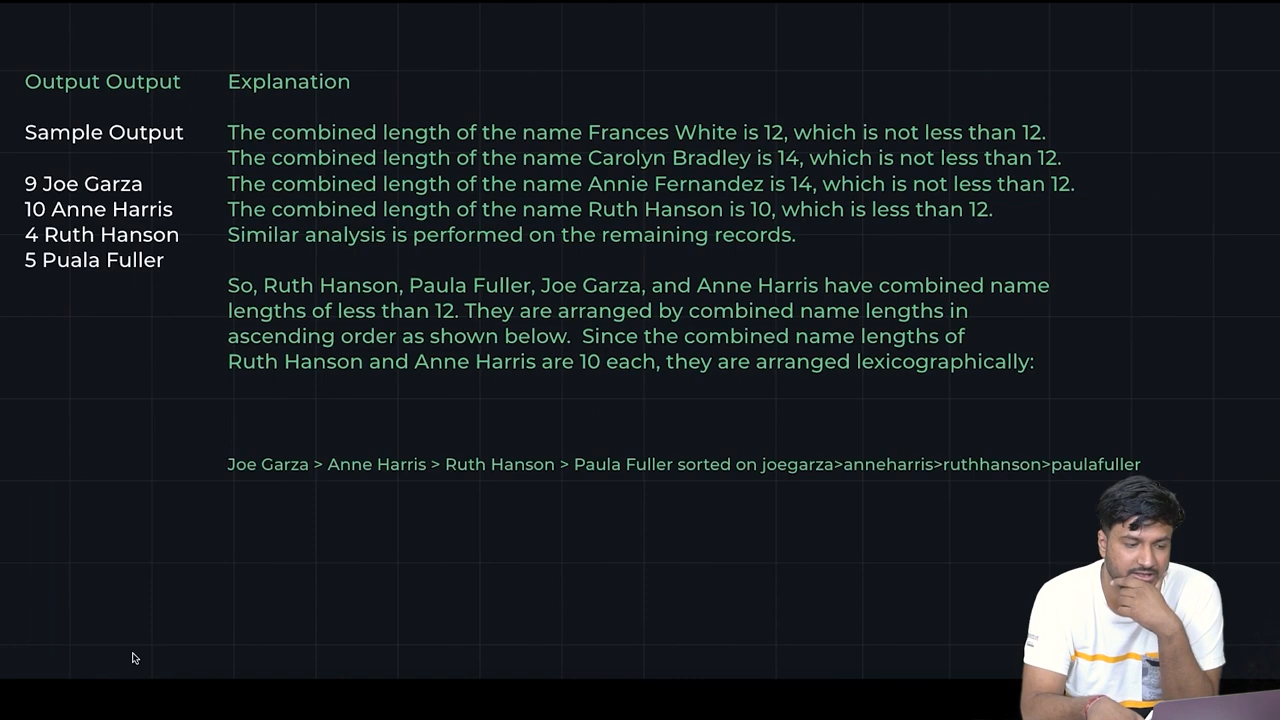 Output Output
Explanation
Sample Output
9 Joe Garza
10 Anne Harris
4 Ruth Hanson
5 Puala Fuller
The combined length of the name Frances White is 12, which is not less than 12.
The combined length of the name Carolyn Bradley is 14, which is not less than 12.
The combined length of the name Annie Fernandez is 14, which is not less than 12.
The combined length of the name Ruth Hanson is 10, which is less than 12.
Similar analysis is performed on the remaining records.
So, Ruth Hanson, Paula Fuller, Joe Garza, and Anne Harris have combined name
lengths of less than 12. They are arranged by combined name lengths in
ascending order as shown below.  Since the combined name lengths of
Ruth Hanson and Anne Harris are 10 each, they are arranged lexicographically:
Joe Garza > Anne Harris > Ruth Hanson > Paula Fuller sorted on joegarza>anneharris>ruthhanson>paulafuller